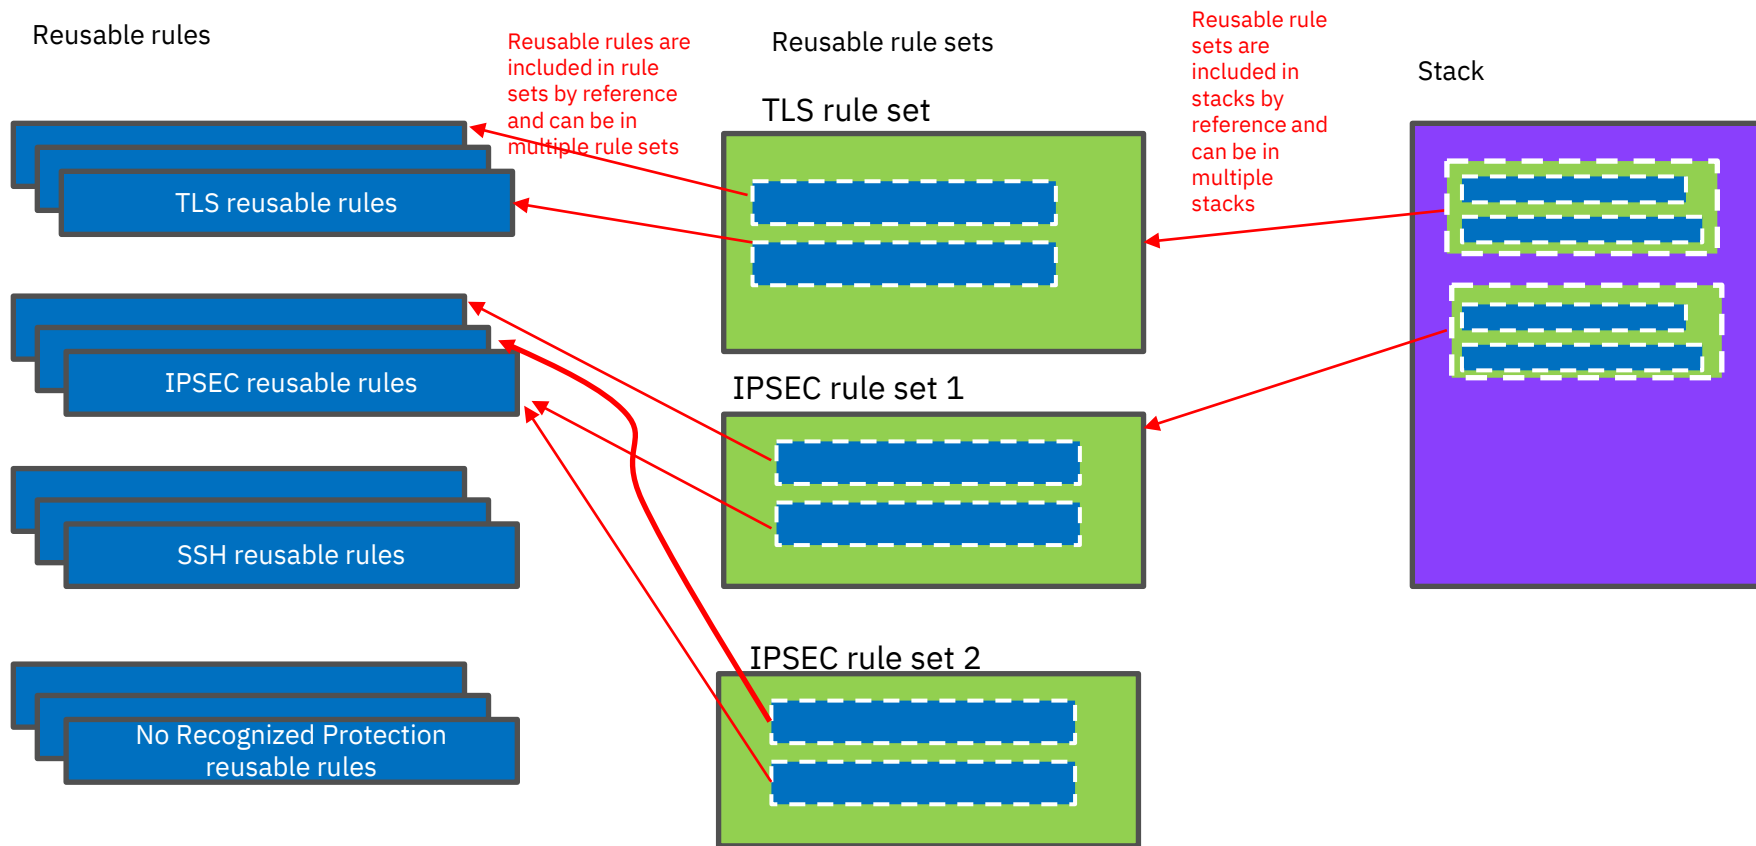 Reusable rules
Reusable rules are
included in rule
sets by reference
and can be in
multiple rule sets
Reusable rule sets
Reusable rule
sets are
included in
stacks by
reference and
can be in
multiple
stacks
Stack
TLS rule set
TLS reusable rules
IPSEC reusable rules
IPSEC rule set 1
SSH reusable rules
IPSEC rule set 2
No Recognized Protection
reusable rules